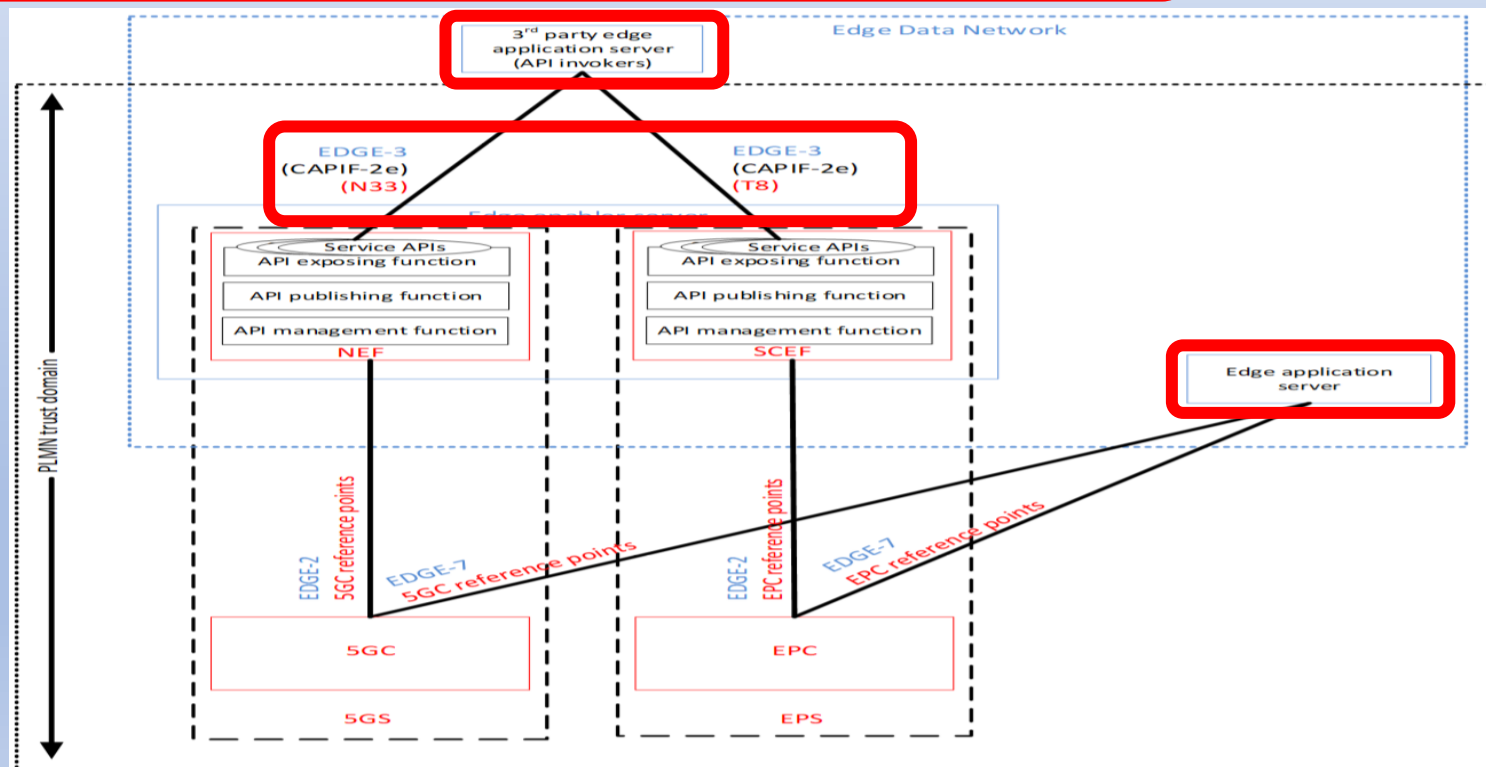 3rd party edge
application server
(API invokers)
Edge Data Network
EDGE-3
(CAPIF-2e)
(N33)
EDGE-3
(CAPIF-2e)
(T8)
Edge enabler server
Service APIs
API exposing function
API publishing function
API management function
NEF
Service APIs
API exposing function
API publishing function
API management function
SCEF
Edge application
server
PLMN trust domain
EDGE-2
5GC reference points
EDGE-7
5GC reference points
EDGE-2
EPC reference points
EDGE-7
EPC reference points
5GC
5GS
EPC
EPS